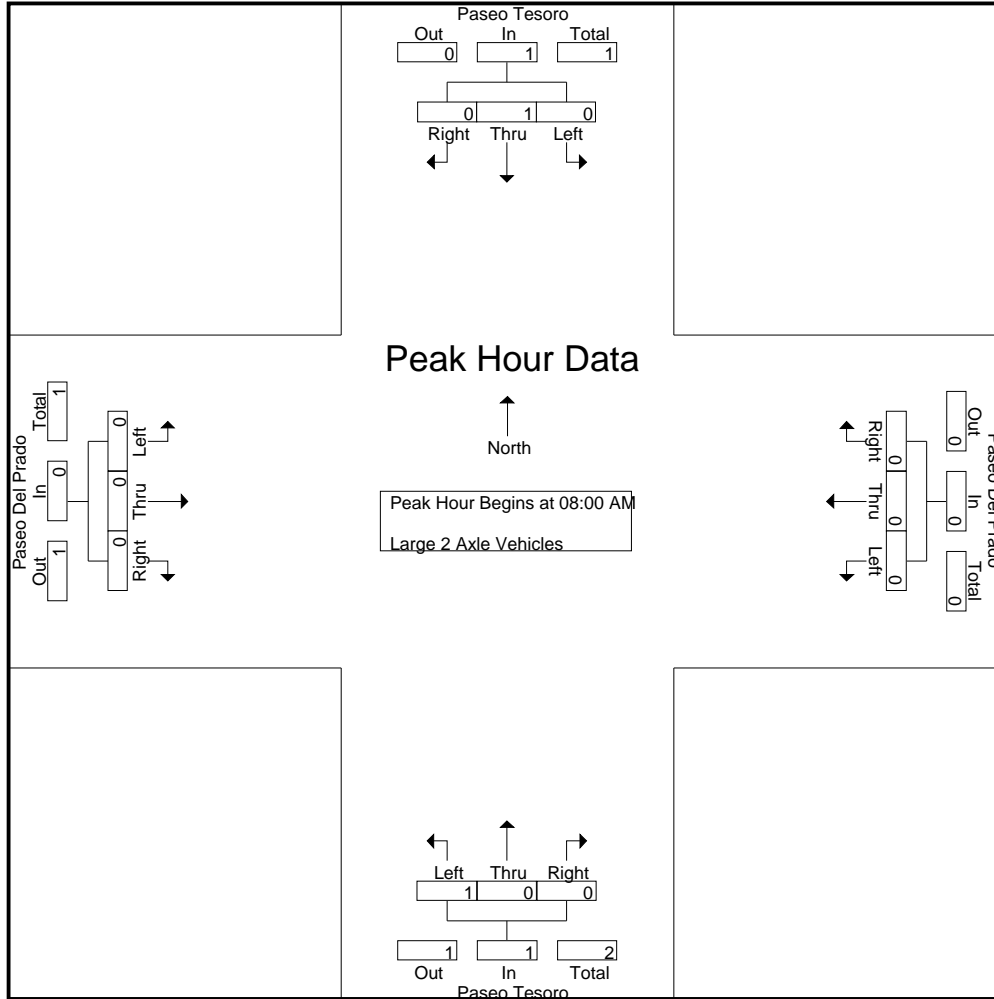 Paseo Tesoro
Out In Total
0 1 1
0 1 0
Right Thru Left
Peak Hour Data
North
Peak Hour Begins at 08:00 AM
Large 2 Axle Vehicles
Paseo Del Prado
Out In Total
1 0 1
0 0 0
Right Thru Left
Paseo Del Prado
Out In Total
0 0 0
0 0 0
Right Thru Left
Left Thru Right
1 0 0
1 1 2
Out In Total
Paseo Tesoro